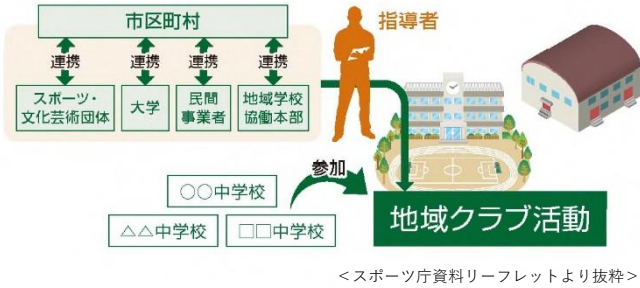 市区町村
指導者
連携
連携
連携
連携
スポーツ・
文化芸術団体
大学
民間
事業者
地域学校
協働本部
参加
○○中学校
△△中学校
□□中学校
地域クラブ活動
<スポーツ庁資料リーフレットより抜粋>